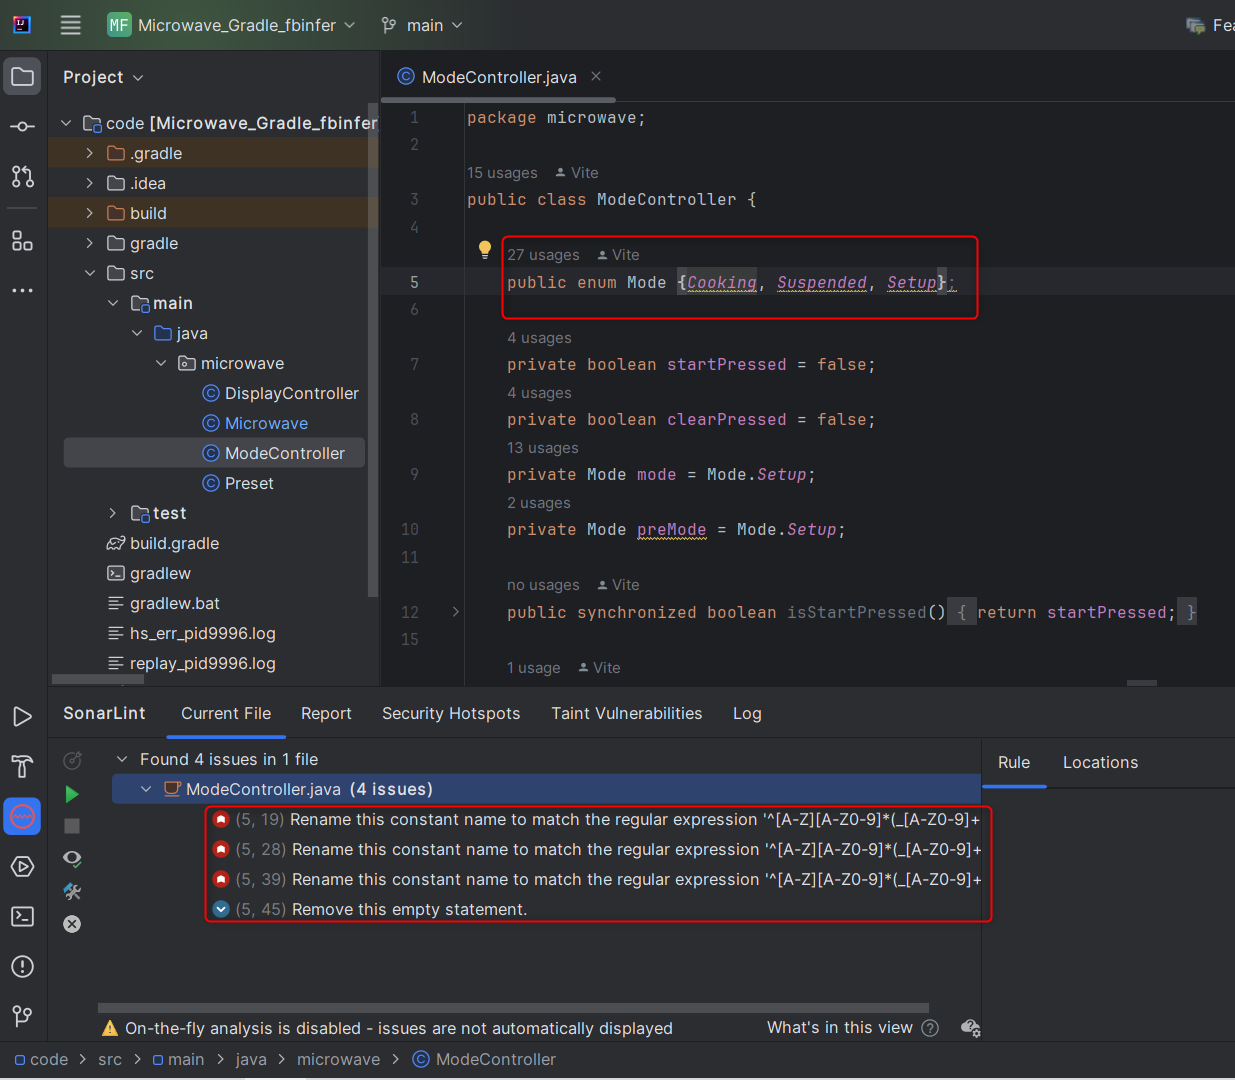 MF Microwave_Gradle_fbinfer main Fea
Project
ModeController.java
code [Microwave_Gradle_fbinfer
.gradle
.idea
build
gradle
src
main
java
microwave
DisplayController
Microwave
ModeController
Preset
test
build.gradle
gradlew
gradlew.bat
hs_err_pid9996.log
replay_pid9996.log
1 package microwave;
2
15 usages Vite
3 public class ModeController {
4
27 usages Vite
5 public enum Mode {Cooking, Suspended, Setup};
6
4 usages
7 private boolean startPressed = false;
4 usages
8 private boolean clearPressed = false;
13 usages
9 private Mode mode = Mode.Setup;
2 usages
10 private Mode preMode = Mode.Setup;
11
no usages Vite
12 public synchronized boolean isStartPressed() { return startPressed; }
15
1 usage Vite
SonarLint Current File Report Security Hotspots Taint Vulnerabilities Log
Found 4 issues in 1 file
ModeController.java (4 issues)
(5, 19) Rename this constant name to match the regular expression '^[A-Z][A-Z0-9]*(_[A-Z0-9]+
(5, 28) Rename this constant name to match the regular expression '^[A-Z][A-Z0-9]*(_[A-Z0-9]+
(5, 39) Rename this constant name to match the regular expression '^[A-Z][A-Z0-9]*(_[A-Z0-9]+
(5, 45) Remove this empty statement.
Rule Locations
On-the-fly analysis is disabled - issues are not automatically displayed What's in this view
code > src > main > java > microwave > ModeController